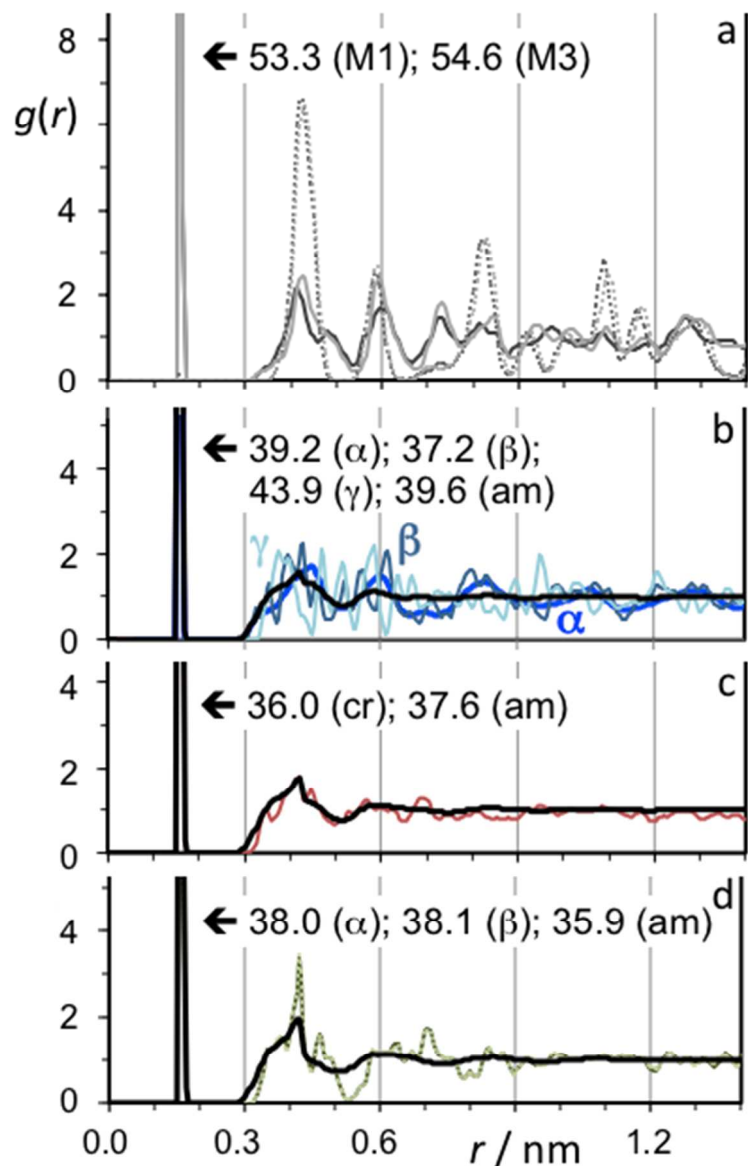 a
8
🡰 53.3 (M1); 54.6 (M3)
g(r)
4
2
0
b
4
🡰 39.2 (α); 37.2 (β);
43.9 (γ); 39.6 (am)
γ
β
2
α
0
c
4
🡰 36.0 (cr); 37.6 (am)
2
0
d
4
🡰 38.0 (α); 38.1 (β); 35.9 (am)
2
0
0.0 0.3 0.6 r / nm 1.2